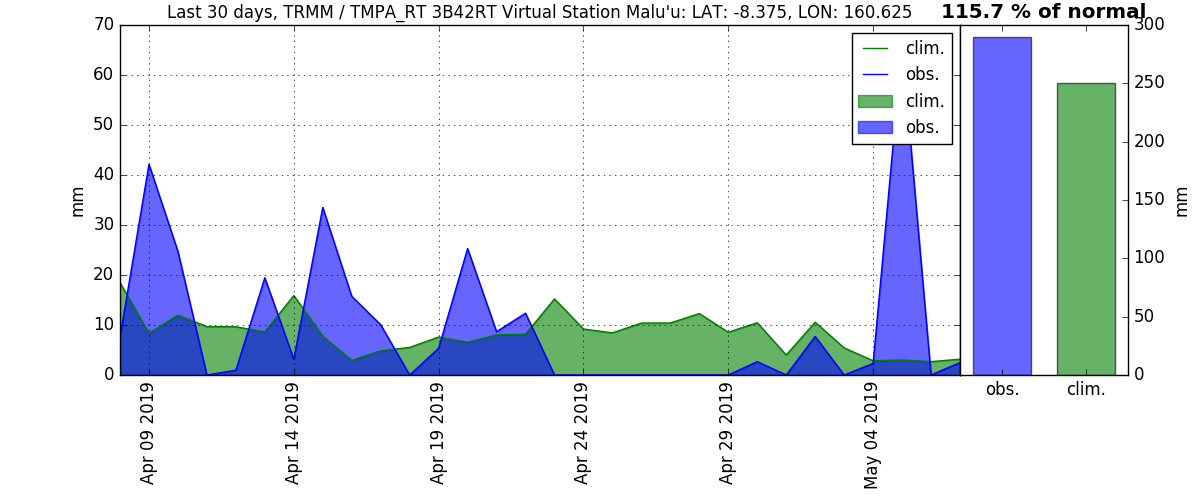 Last 30 days, TRMM / TMPA_RT 3B42RT Virtual Station Malu'u: LAT: -8.375, LON: 160.625
115.7 % of normal
70
60
50
40
30
20
10
0
mm
clim.
obs.
clim.
obs.
300
250
200
150
100
50
0
mm
Apr 09 2019
Apr 14 2019
Apr 19 2019
Apr 24 2019
Apr 29 2019
May 04 2019
obs.
clim.